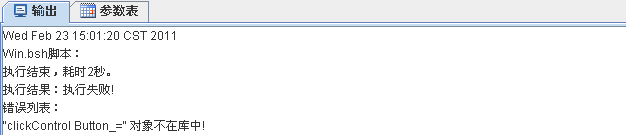 输出 参数表
Wed Feb 23 15:01:20 CST 2011
Win.bsh脚本：
执行结束，耗时2秒。
执行结果：执行失败!
错误列表：
"clickControl Button_=" 对象不在库中!